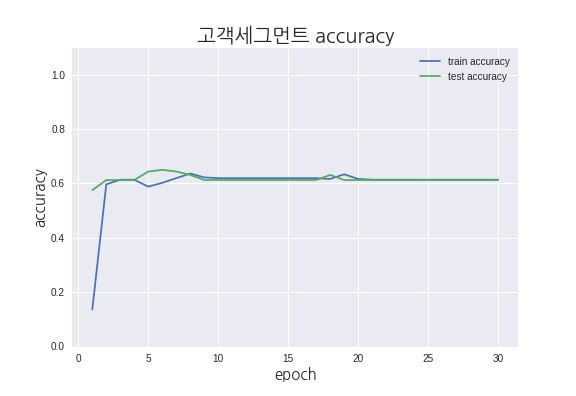 고객세그먼트 accuracy
train accuracy
test accuracy
1.0
0.8
0.6
0.4
0.2
0.0
accuracy
0 5 10 15 20 25 30
epoch